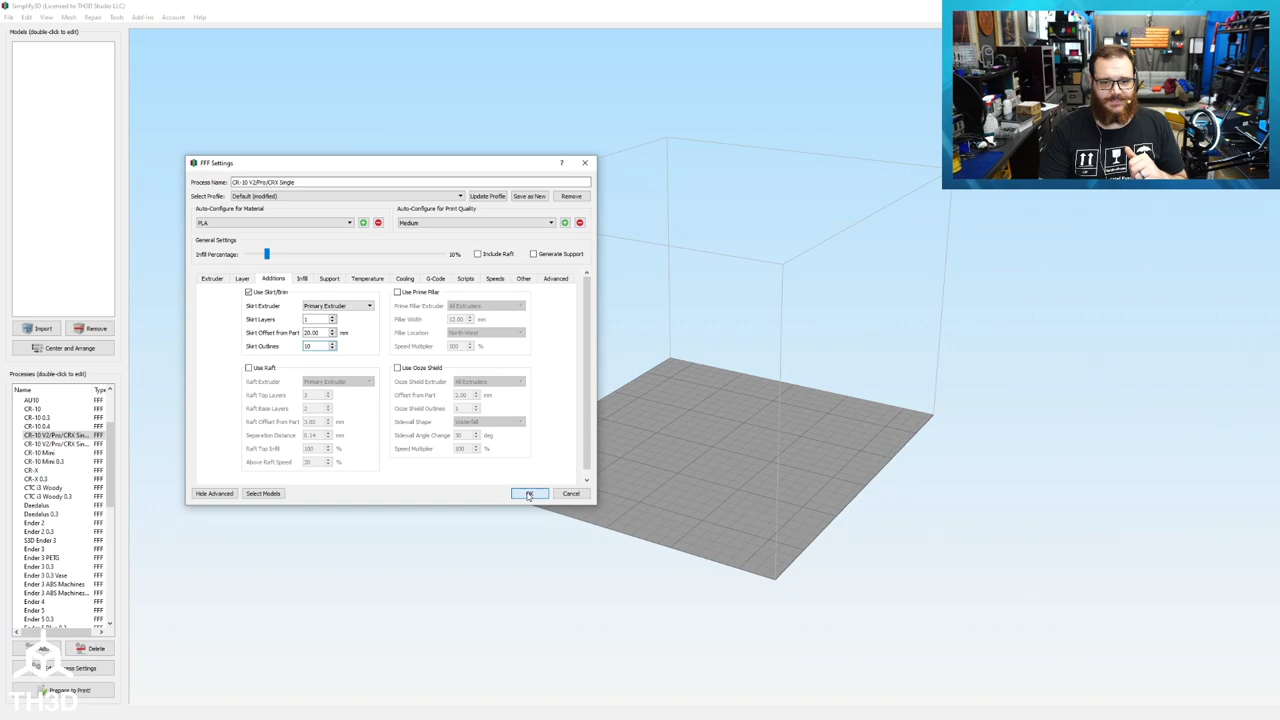 Simplify3D (Licensed to TH3D Studio LLC)
File Edit View Mesh Repair Tools Add-ins Account Help
Models (double-click to edit)
Import Remove
Center and Arrange
Processes (double-click to edit)
Name Type
AU10 FFF
CR-10 FFF
CR-10 0.3 FFF
CR-10 0.4 FFF
CR-10 V2/Pro/CRX Sin... FFF
CR-10 V2/Pro/CRX Sin... FFF
CR-10 Mini FFF
CR-10 Mini 0.3 FFF
CR-X FFF
CR-X 0.3 FFF
CTC i3 Woody FFF
CTC i3 Woody 0.3 FFF
Daedalus FFF
Daedalus 0.3 FFF
Ender 2 FFF
Ender 2 0.3 FFF
S3D Ender 3 FFF
Ender 3 FFF
Ender 3 PETG FFF
Ender 3 0.3 FFF
Ender 3 0.3 Vase FFF
Ender 3 ABS Machines FFF
Ender 3 ABS Machines... FFF
Ender 4 FFF
Ender 5 FFF
Ender 5 0.3 FFF
Delete
Prepare to Print!
TH3D
FFF Settings ?
Process Name: CR-10 V2/Pro/CRX Single
Select Profile: Default (modified) Update Profile Save as New Remove
Auto-Configure for Material Auto-Configure for Print Quality
PLA Medium
General Settings
Infill Percentage: 10% Include Raft Generate Support
Extruder Layer Additions Infill Support Temperature Cooling G-Code Scripts Speeds Other Advanced
Use Skirt/Brim
Skirt Extruder Primary Extruder
Skirt Layers 1
Skirt Offset from Part 20.00 mm
Skirt Outlines 10
Use Raft
Raft Extruder Primary Extruder
Raft Top Layers 3
Raft Base Layers 2
Raft Offset from Part 3.00 mm
Separation Distance 0.14 mm
Raft Top Infill 100 %
Above Raft Speed 30 %
Use Prime Pillar
Prime Pillar Extruder All Extruders
Pillar Width 12.00 mm
Pillar Location North-West
Speed Multiplier 100 %
Use Ooze Shield
Ooze Shield Extruder All Extruders
Offset from Part 2.00 mm
Ooze Shield Outlines 1
Sidewall Shape Waterfall
Sidewall Angle Change 30 deg
Speed Multiplier 100 %
Hide Advanced Select Models OK Cancel